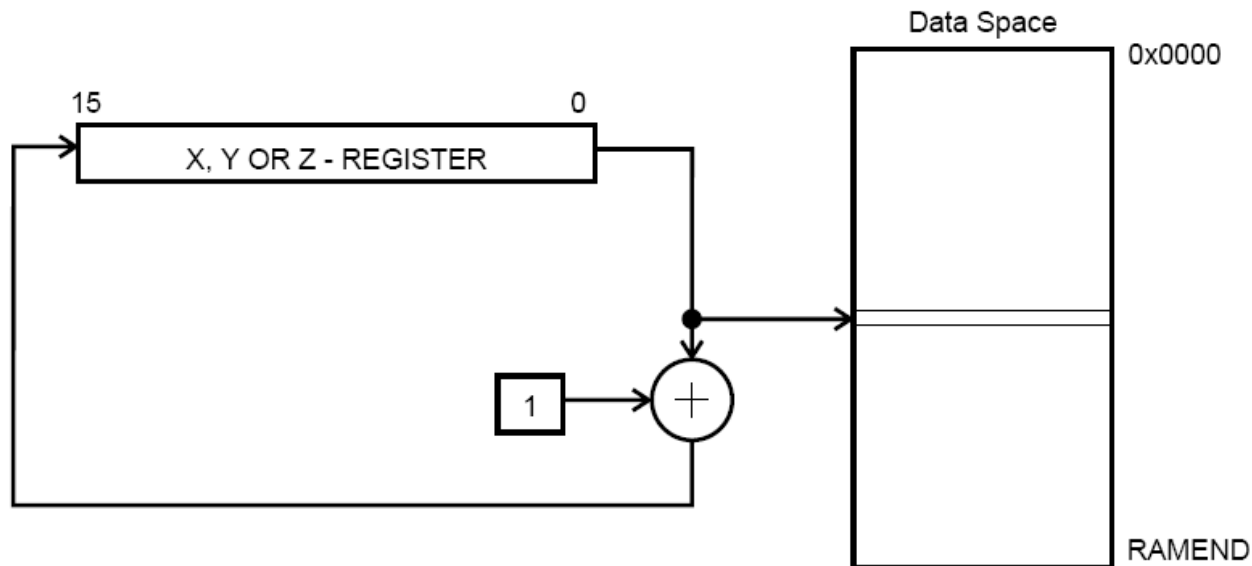 Data Space
0x0000
15 0
X, Y OR Z - REGISTER
1
RAMEND